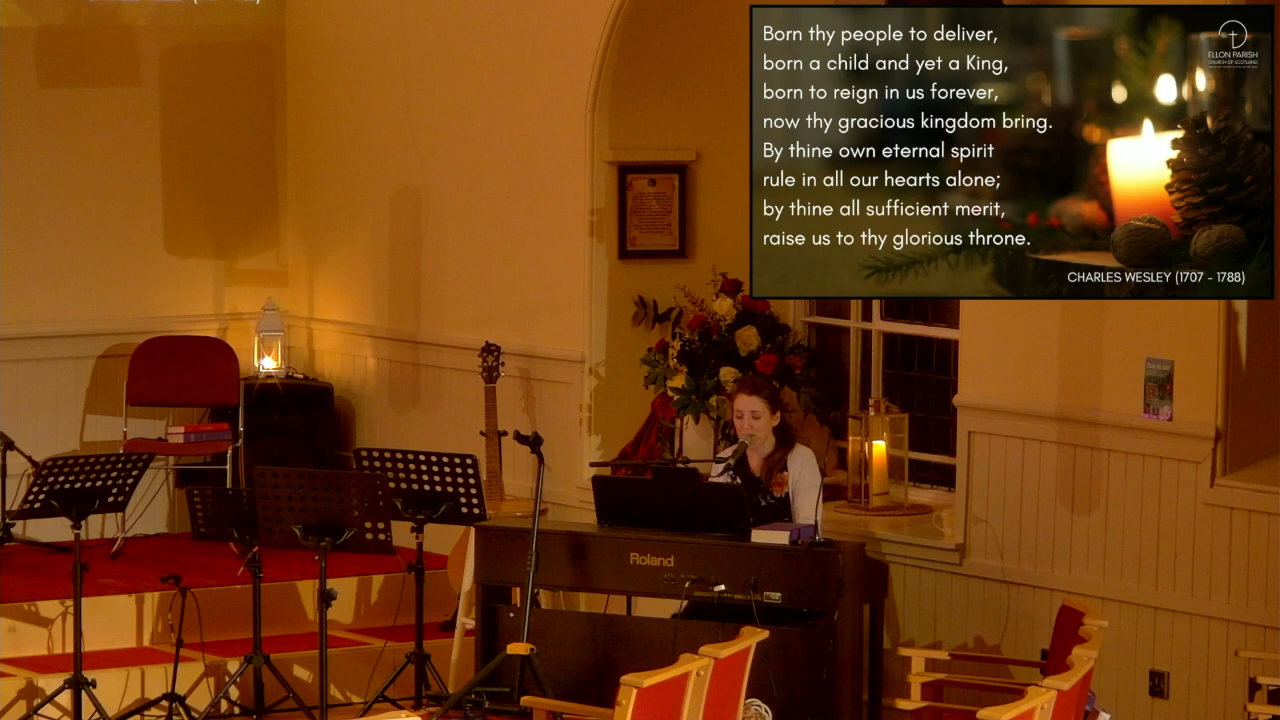 Born thy people to deliver,
born a child and yet a King,
born to reign in us forever,
now thy gracious kingdom bring.
By thine own eternal spirit
rule in all our hearts alone;
by thine all sufficient merit,
raise us to thy glorious throne.
CHARLES WESLEY (1707 - 1788)
ELLON PARISH
CHURCH OF SCOTLAND
Roland